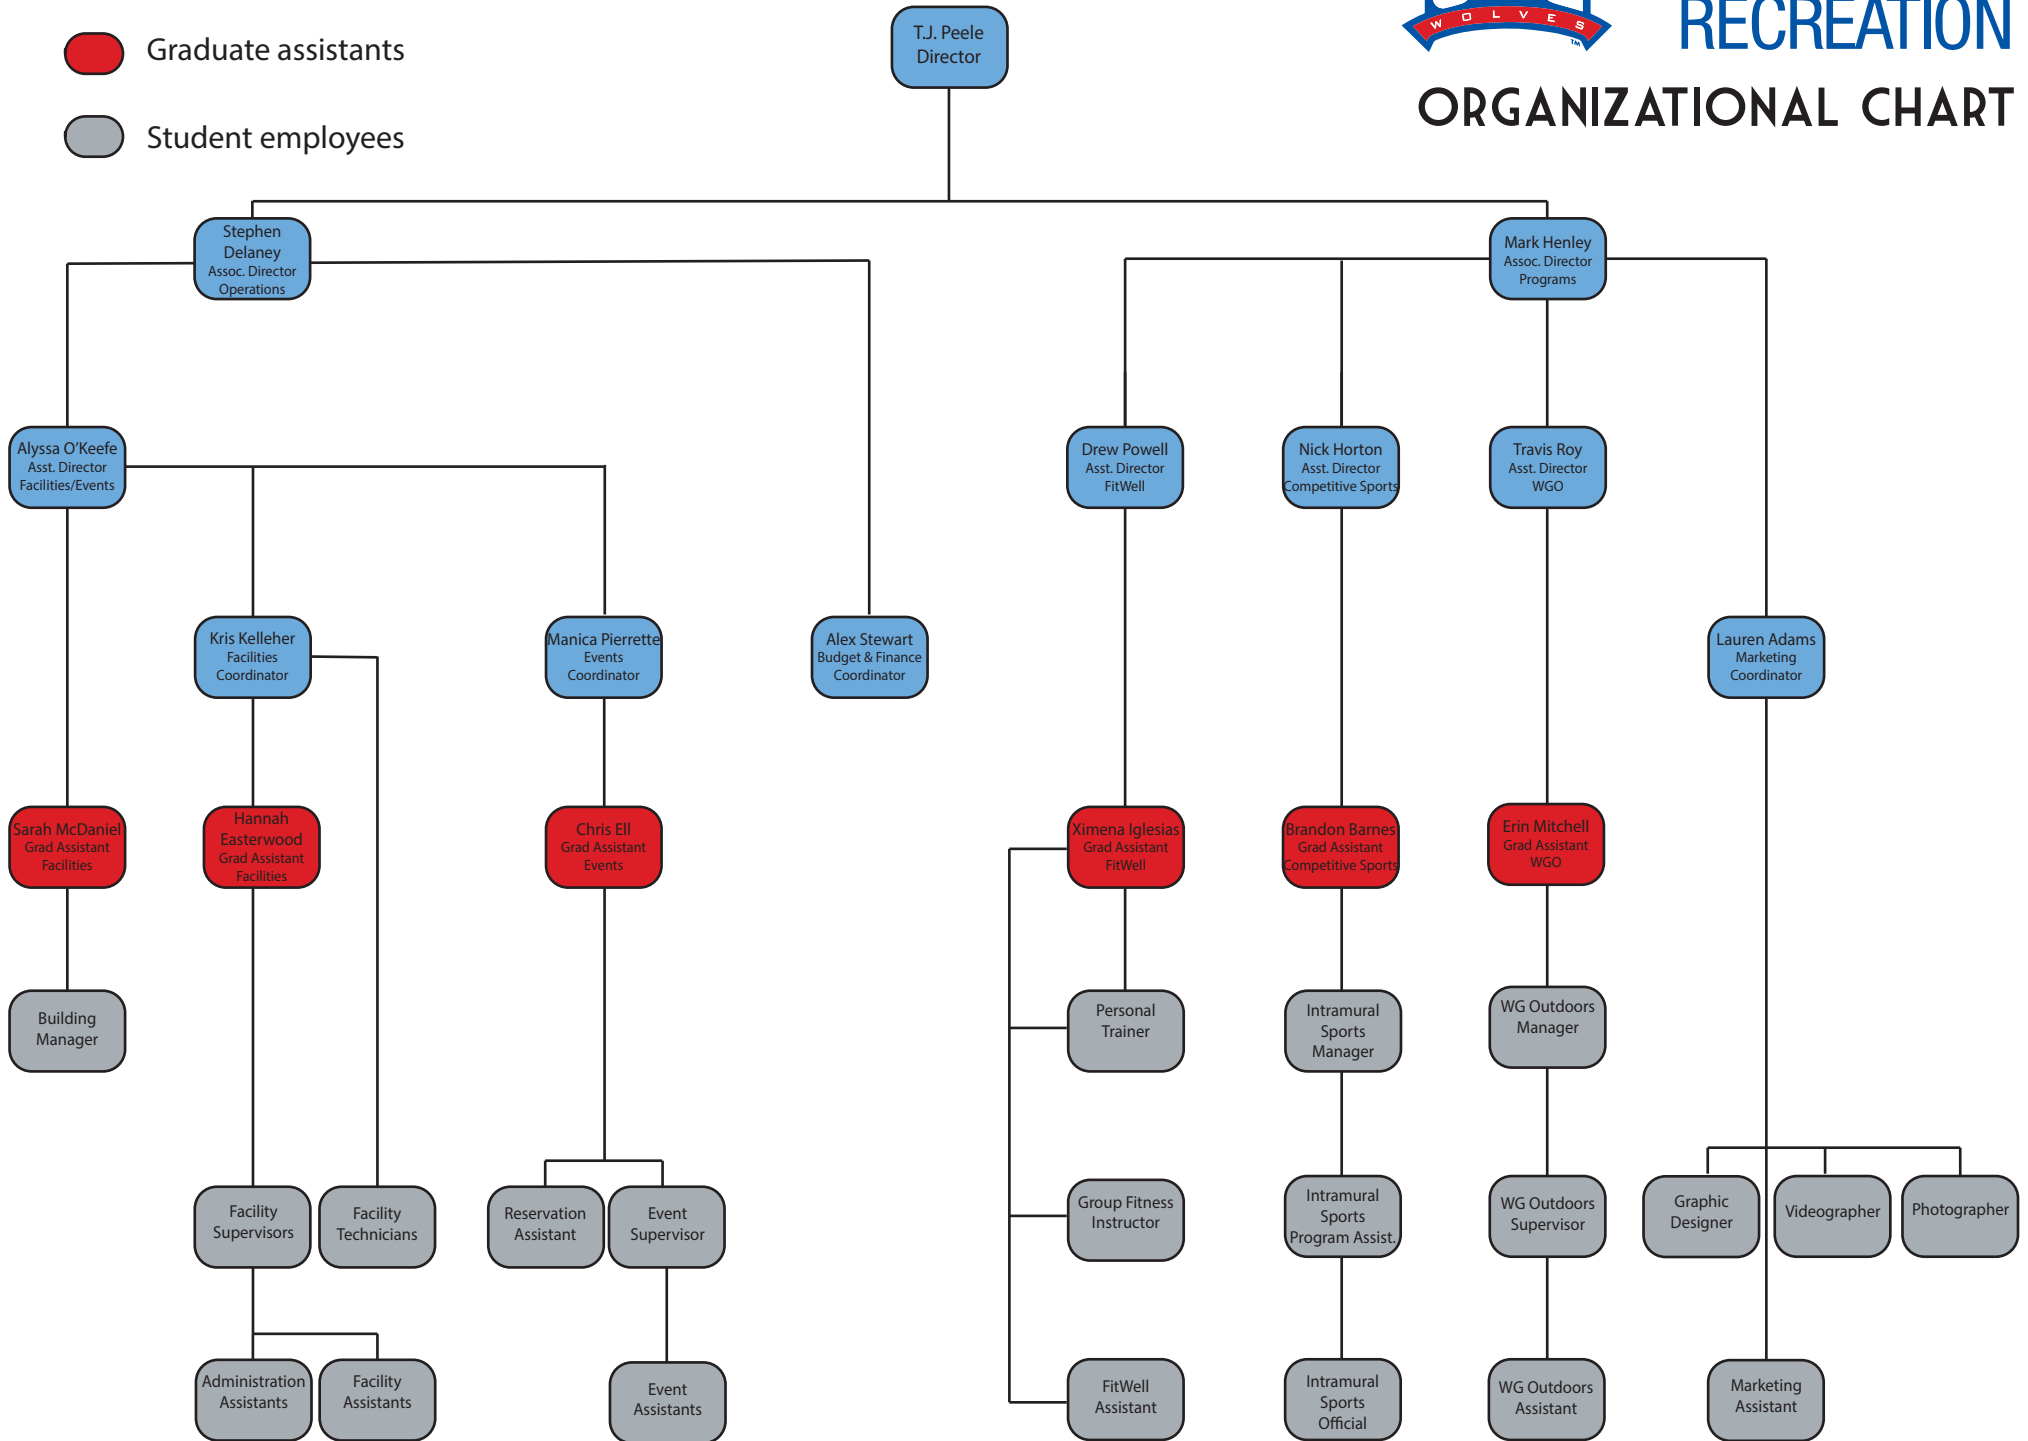 Graduate assistants
Student employees
WOLVES
TM
RECREATION
ORGANIZATIONAL CHART
T.J. Peele
Director
Stephen
Delaney
Assoc. Director
Operations
Mark Henley
Assoc. Director
Programs
Alyssa O'Keefe
Asst. Director
Facilities/Events
Drew Powell
Asst. Director
FitWell
Nick Horton
Asst. Director
Competitive Sports
Travis Roy
Asst. Director
WGO
Kris Kelleher
Facilities
Coordinator
Manica Pierrette
Events
Coordinator
Alex Stewart
Budget & Finance
Coordinator
Lauren Adams
Marketing
Coordinator
Sarah McDaniel
Grad Assistant
Facilities
Hannah
Easterwood
Grad Assistant
Facilities
Chris Ell
Grad Assistant
Events
Ximena Iglesias
Grad Assistant
FitWell
Brandon Barnes
Grad Assistant
Competitive Sports
Erin Mitchell
Grad Assistant
WGO
Building
Manager
Personal
Trainer
Intramural
Sports
Manager
WG Outdoors
Manager
Facility
Supervisors
Facility
Technicians
Reservation
Assistant
Event
Supervisor
Group Fitness
Instructor
Intramural
Sports
Program Assist.
WG Outdoors
Supervisor
Graphic
Designer
Videographer
Photographer
Administration
Assistants
Facility
Assistants
Event
Assistants
FitWell
Assistant
Intramural
Sports
Official
WG Outdoors
Assistant
Marketing
Assistant